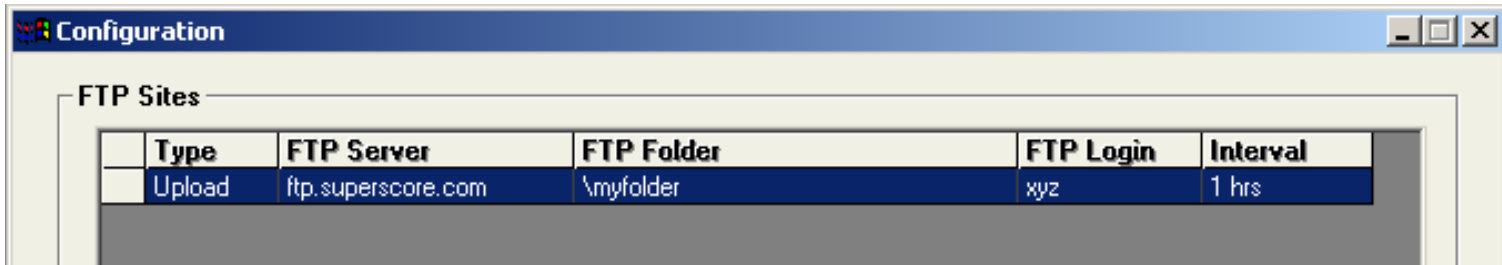 Configuration
FTP Sites
Type FTP Server FTP Folder FTP Login Interval
Upload ftp.superscore.com \myfolder xyz 1 hrs